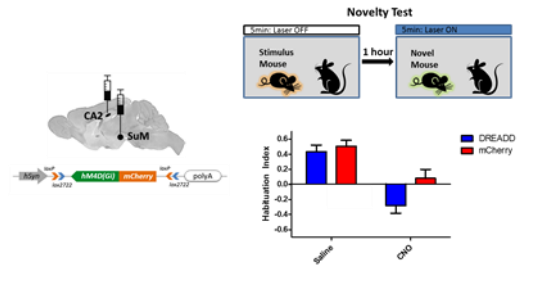 Novelty Test
5min: Laser OFF
5min: Laser ON
Stimulus
Mouse
1 hour
Novel
Mouse
CA2
SuM
hSyn
loxP
lox2722
hM4D(Gi)
mCherry
loxP
lox2722
polyA
Habituation Index
0.6
0.4
0.2
0.0
-0.2
-0.4
-0.6
Saline
CNO
DREADD
mCherry